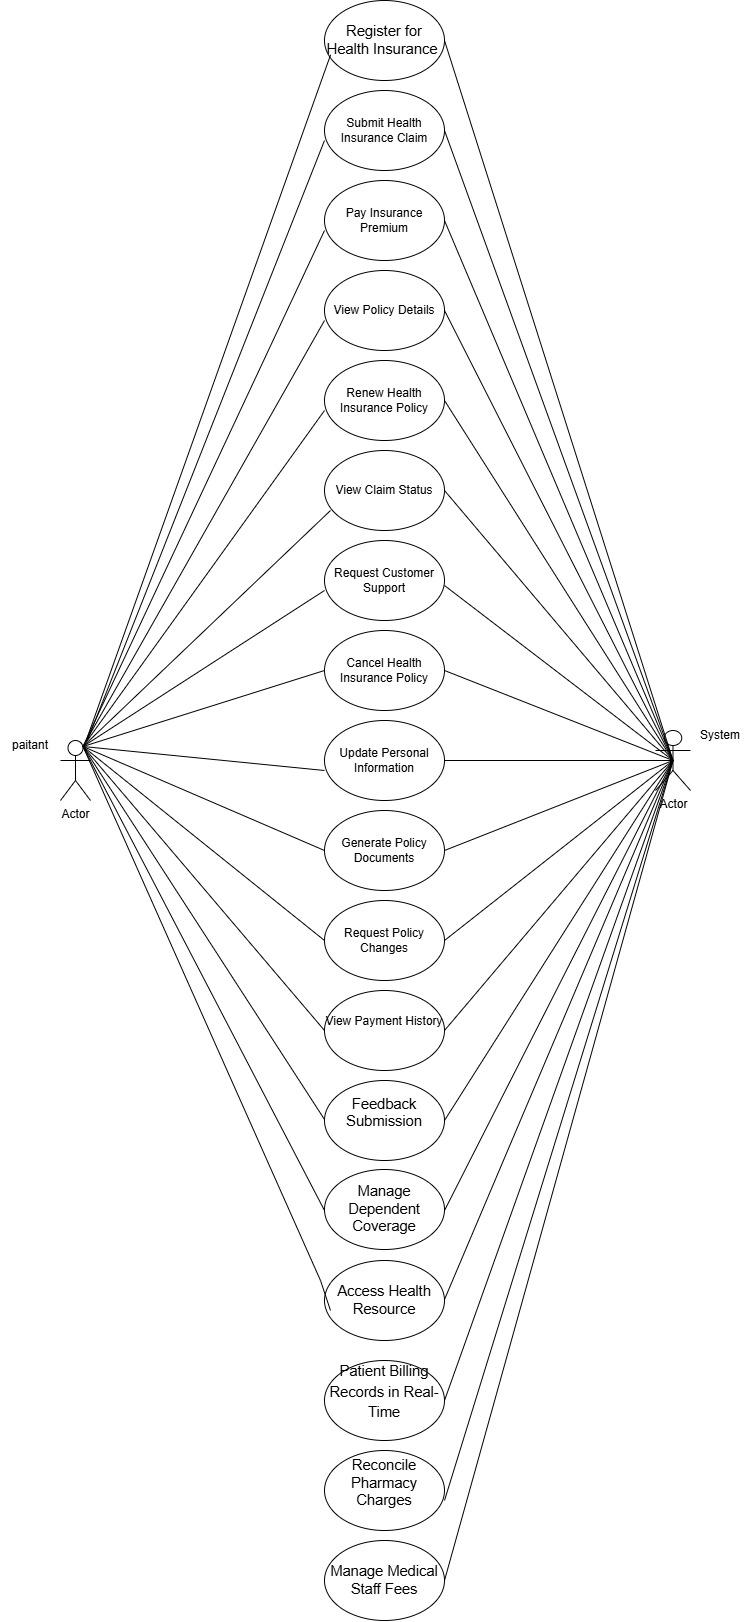 Register for
Health Insurance
Submit Health
Insurance Claim
Pay Insurance
Premium
View Policy Details
Renew Health
Insurance Policy
View Claim Status
Request Customer
Support
Cancel Health
Insurance Policy
paitant
System
Update Personal
Information
Actor
Actor
Generate Policy
Documents
Request Policy
Changes
View Payment History
Feedback
Submission
Manage
Dependent
Coverage
Access Health
Resource
Patient Billing
Records in Real-
Time
Reconcile
Pharmacy
Charges
Manage Medical
Staff Fees